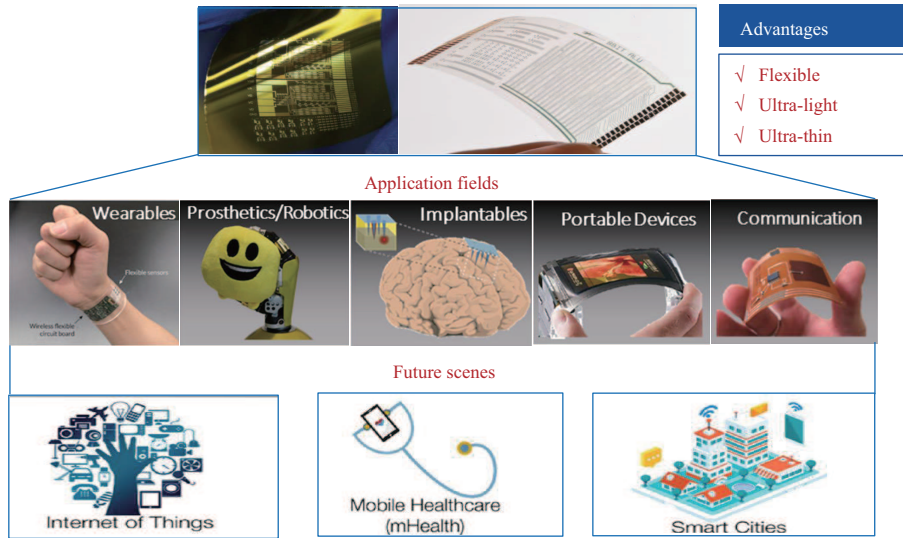 Advantages
√ Flexible
√ Ultra-light
√ Ultra-thin
Application fields
Wearables
Flexible sensors
Wireless flexible
circuit board
Prosthetics/Robotics
Implantables
Portable Devices
Communication
Future scenes
Internet of Things
Mobile Healthcare
(mHealth)
Smart Cities